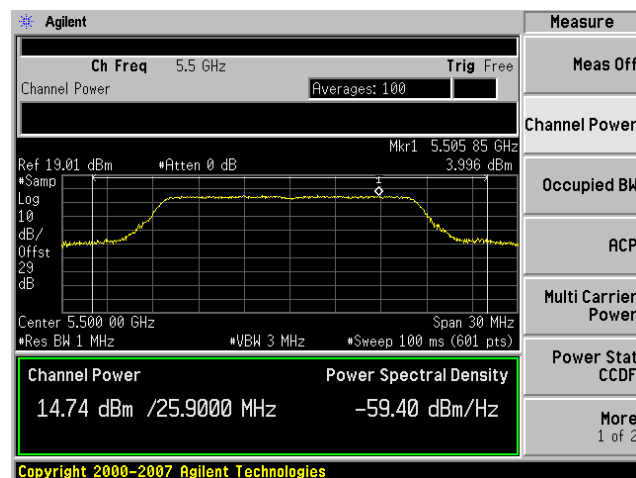 Agilent
Measure
Ch Freq 5.5 GHz Trig Free
Meas Off
Channel Power Averages: 100
Channel Power
Mkr1 5.505 85 GHz
Ref 19.01 dBm #Atten 0 dB 3.996 dBm
#Samp
Log
10
dB/
Offst
29
dB
1
Occupied BW
ACP
Multi Carrier
Power
Center 5.500 00 GHz Span 30 MHz
#Res BW 1 MHz #VBW 3 MHz #Sweep 100 ms (601 pts)
Channel Power Power Spectral Density
14.74 dBm /25.9000 MHz -59.40 dBm/Hz
Power Stat
CCDF
More
1 of 2
Copyright 2000-2007 Agilent Technologies